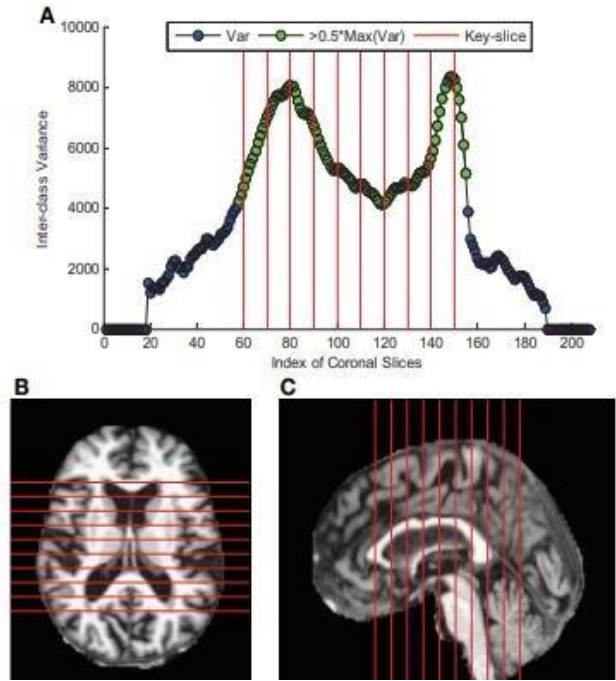 A
Var >0.5*Max(Var) Key-slice
Inter-class Variance
10000
8000
6000
4000
2000
0
0 20 40 60 80 100 120 140 160 180 200
Index of Coronal Slices
B C